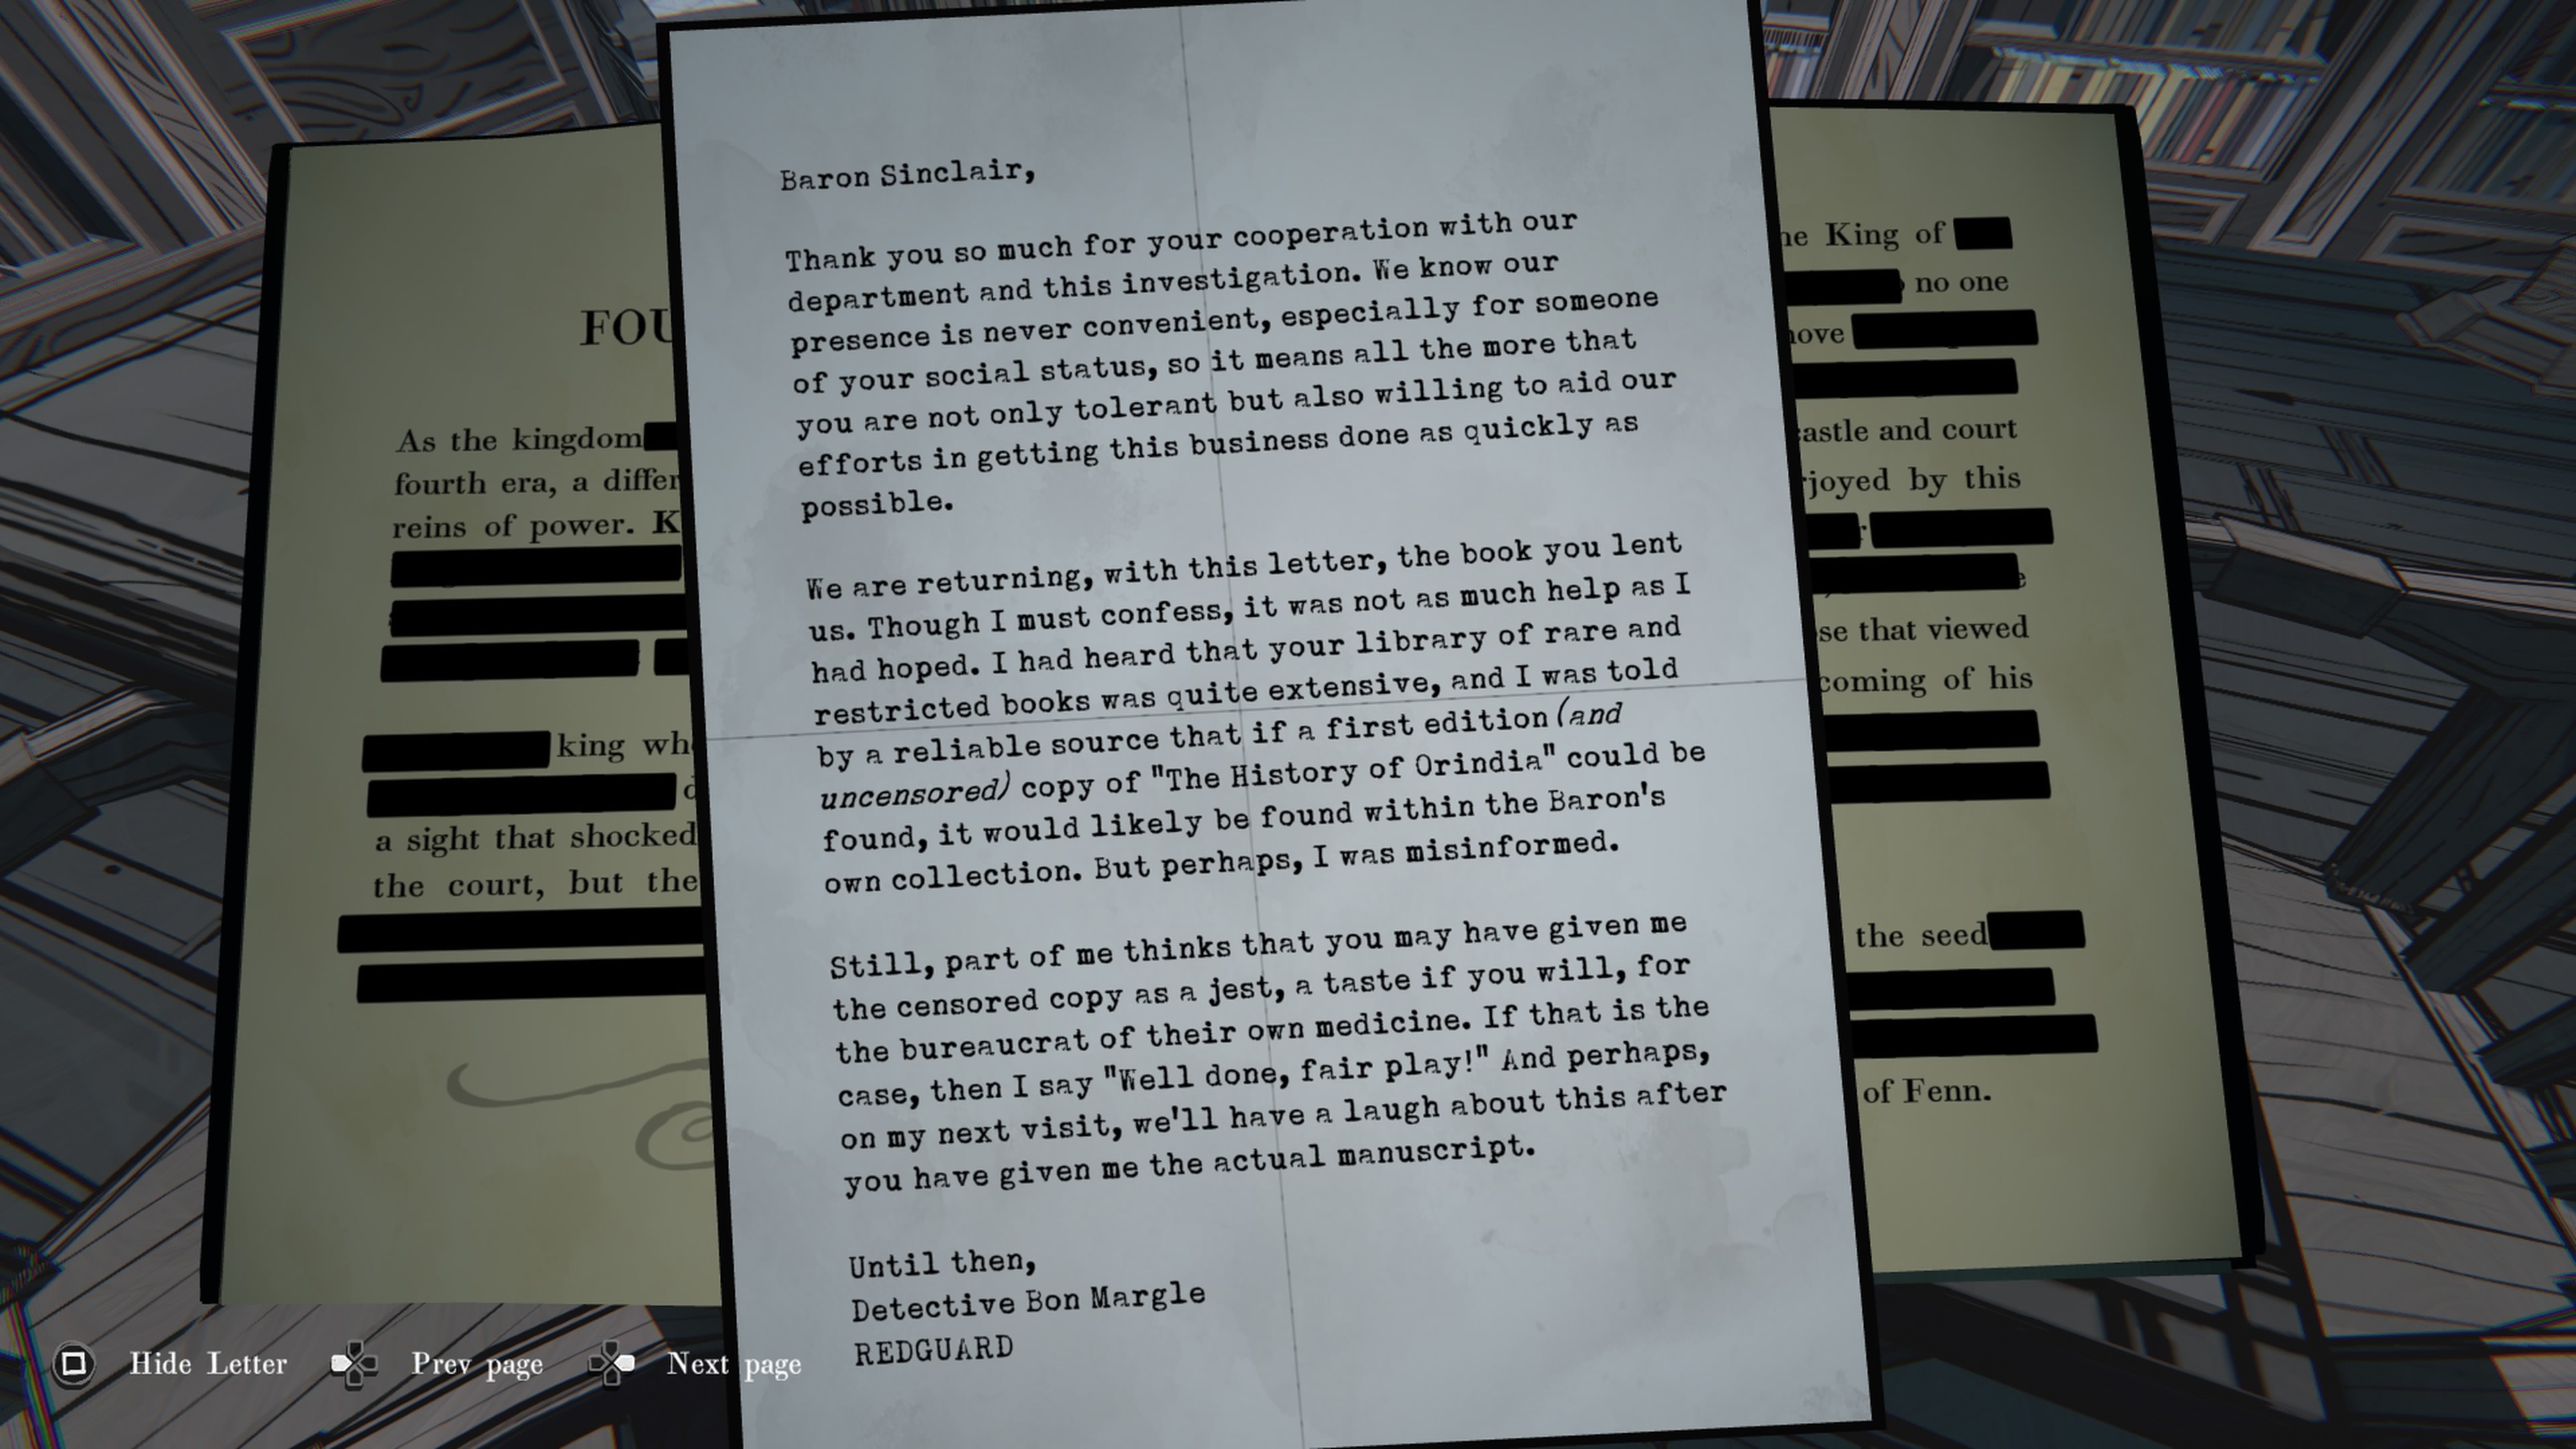 Baron Sinclair,
Thank you so much for your cooperation with our
department and this investigation. We know our
presence is never convenient, especially for someone
of your social status, so it means all the more that
you are not only tolerant but also willing to aid our
efforts in getting this business done as quickly as
possible.
We are returning, with this letter, the book you lent
us. Though I must confess, it was not as much help as I
had hoped. I had heard that your library of rare and
restricted books was quite extensive, and I was told
by a reliable source that if a first edition (and
uncensored) copy of "The History of Orindia" could be
found, it would likely be found within the Baron's
own collection. But perhaps, I was misinformed.
Still, part of me thinks that you may have given me
the censored copy as a jest, a taste if you will, for
the bureaucrat of their own medicine. If that is the
case, then I say "Well done, fair play!" And perhaps,
on my next visit, we'll have a laugh about this after
you have given me the actual manuscript.
Until then,
Detective Bon Margle
REDGUARD
FOU
As the kingdom
fourth era, a differ
reins of power. K
king wh
a sight that shocked
the court, but the
King of
no one
castle and court
joyed by this
se that viewed
coming of his
the seed
of Fenn.
Hide Letter Prev page Next page